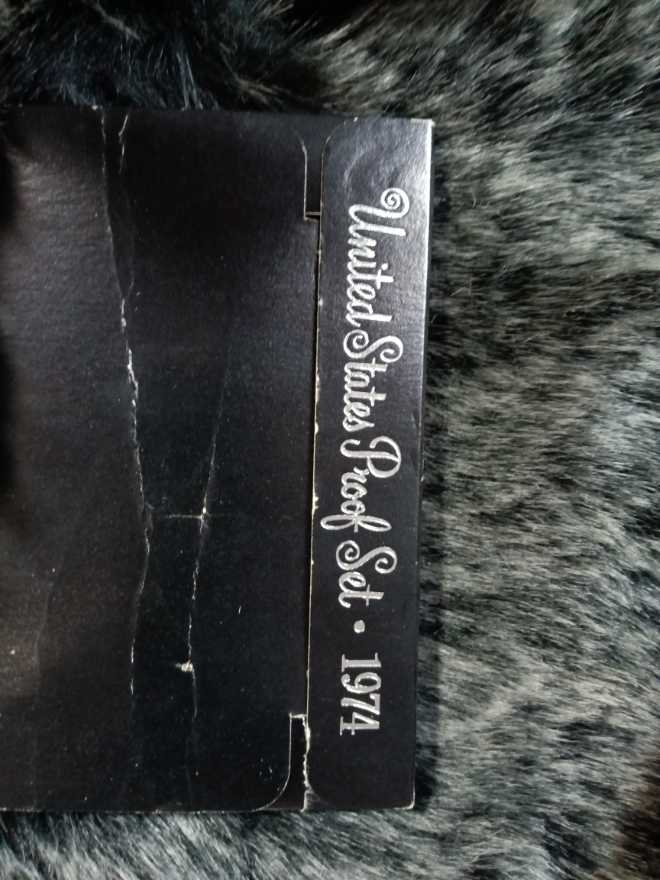 United States Proof Set • 1974